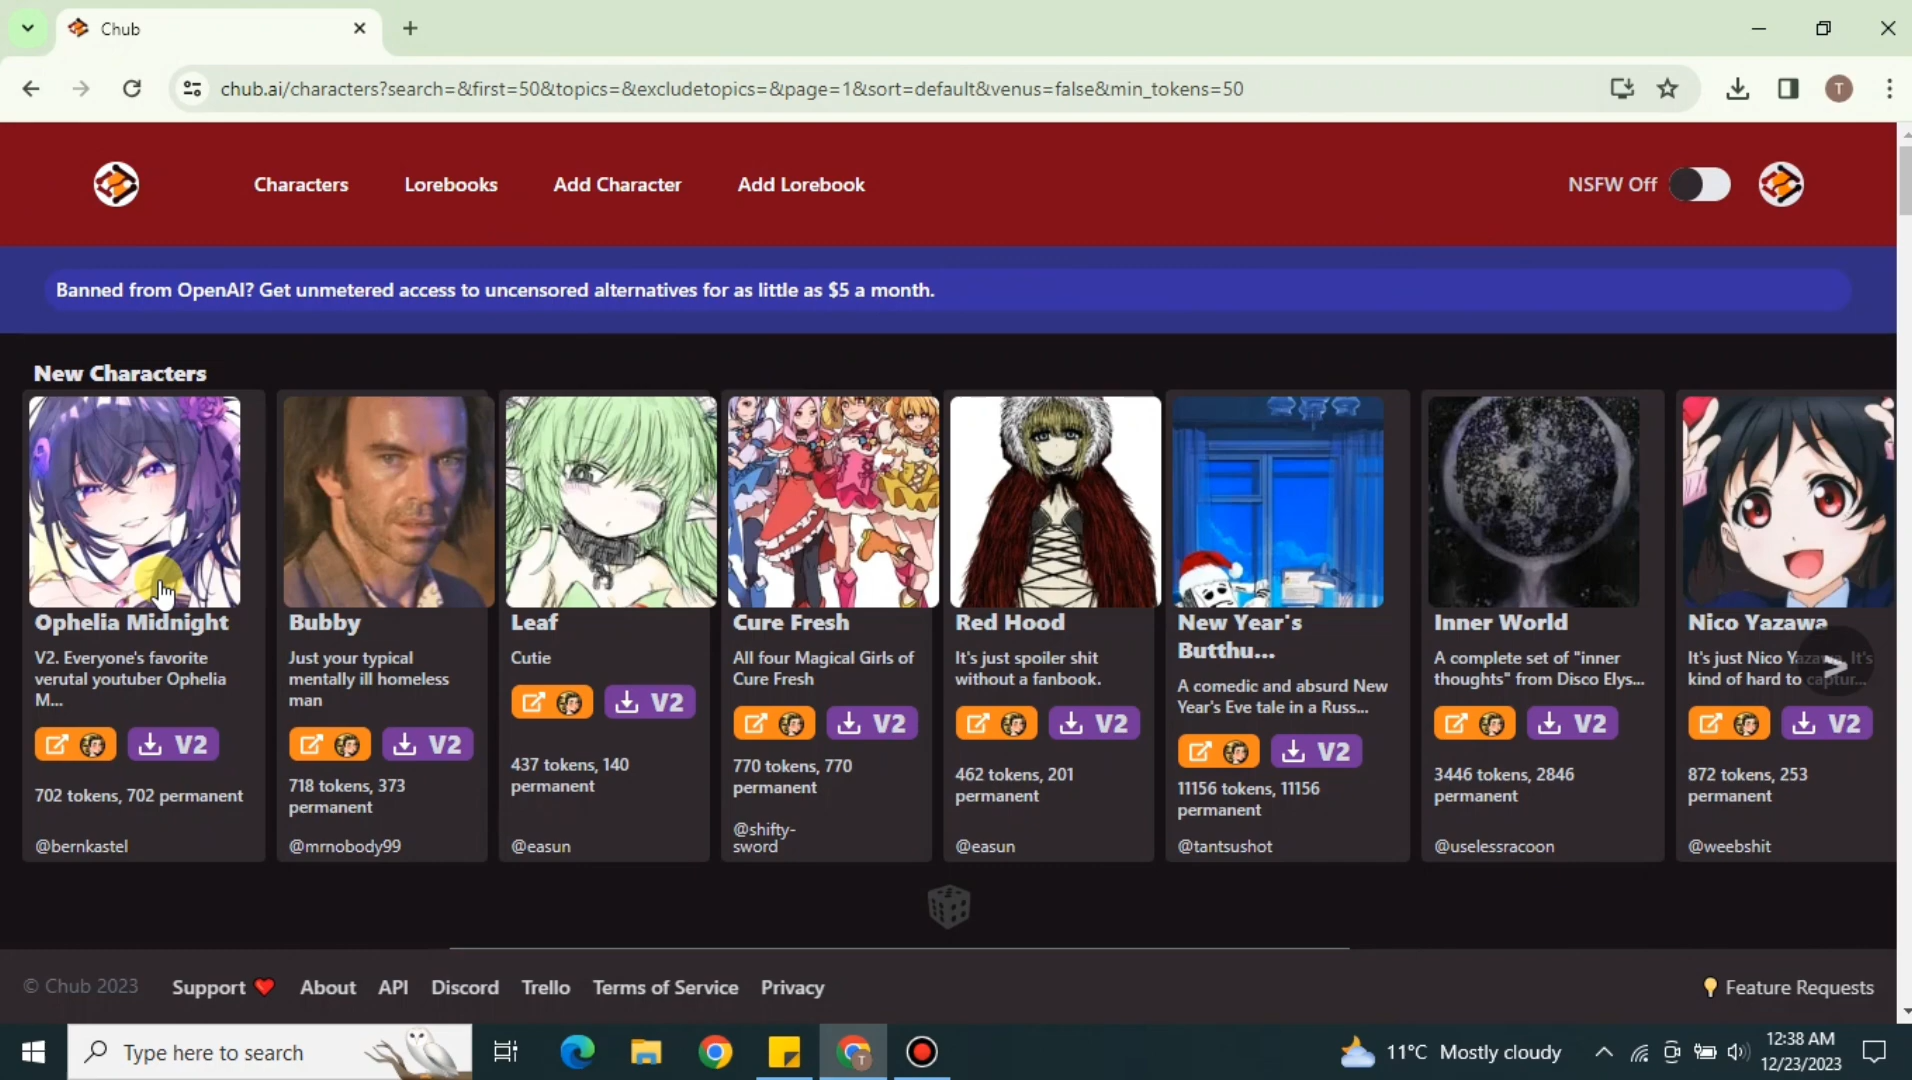 Chub
chub.ai/characters?search=&first=50&topics=&excludetopics=&page=1&sort=default&venus=false&min_tokens=50
T
Characters
Lorebooks
Add Character
Add Lorebook
NSFW Off
Banned from OpenAI? Get unmetered access to uncensored alternatives for as little as $5 a month.
New Characters
Ophelia Midnight
V2. Everyone's favorite
verutal youtuber Ophelia
M...
V2
702 tokens, 702 permanent
@bernkastel
Bubby
Just your typical
mentally ill homeless
man
V2
718 tokens, 373
permanent
@mrnobody99
Leaf
Cutie
V2
437 tokens, 140
permanent
@easun
Cure Fresh
All four Magical Girls of
Cure Fresh
V2
770 tokens, 770
permanent
@shifty-
sword
Red Hood
It's just spoiler shit
without a fanbook.
V2
462 tokens, 201
permanent
@easun
New Year's
Butthu...
A comedic and absurd New
Year's Eve tale in a Russ...
V2
11156 tokens, 11156
permanent
@tantsushot
Inner World
A complete set of "inner
thoughts" from Disco Elys...
V2
3446 tokens, 2846
permanent
@uselessracoon
Nico Yazawa
It's just Nico Yazawa. It's
kind of hard to captur...
V2
872 tokens, 253
permanent
@weebshit
© Chub 2023
Support
About
API
Discord
Trello
Terms of Service
Privacy
Feature Requests
Type here to search
T
11°C Mostly cloudy
12:38 AM
12/23/2023